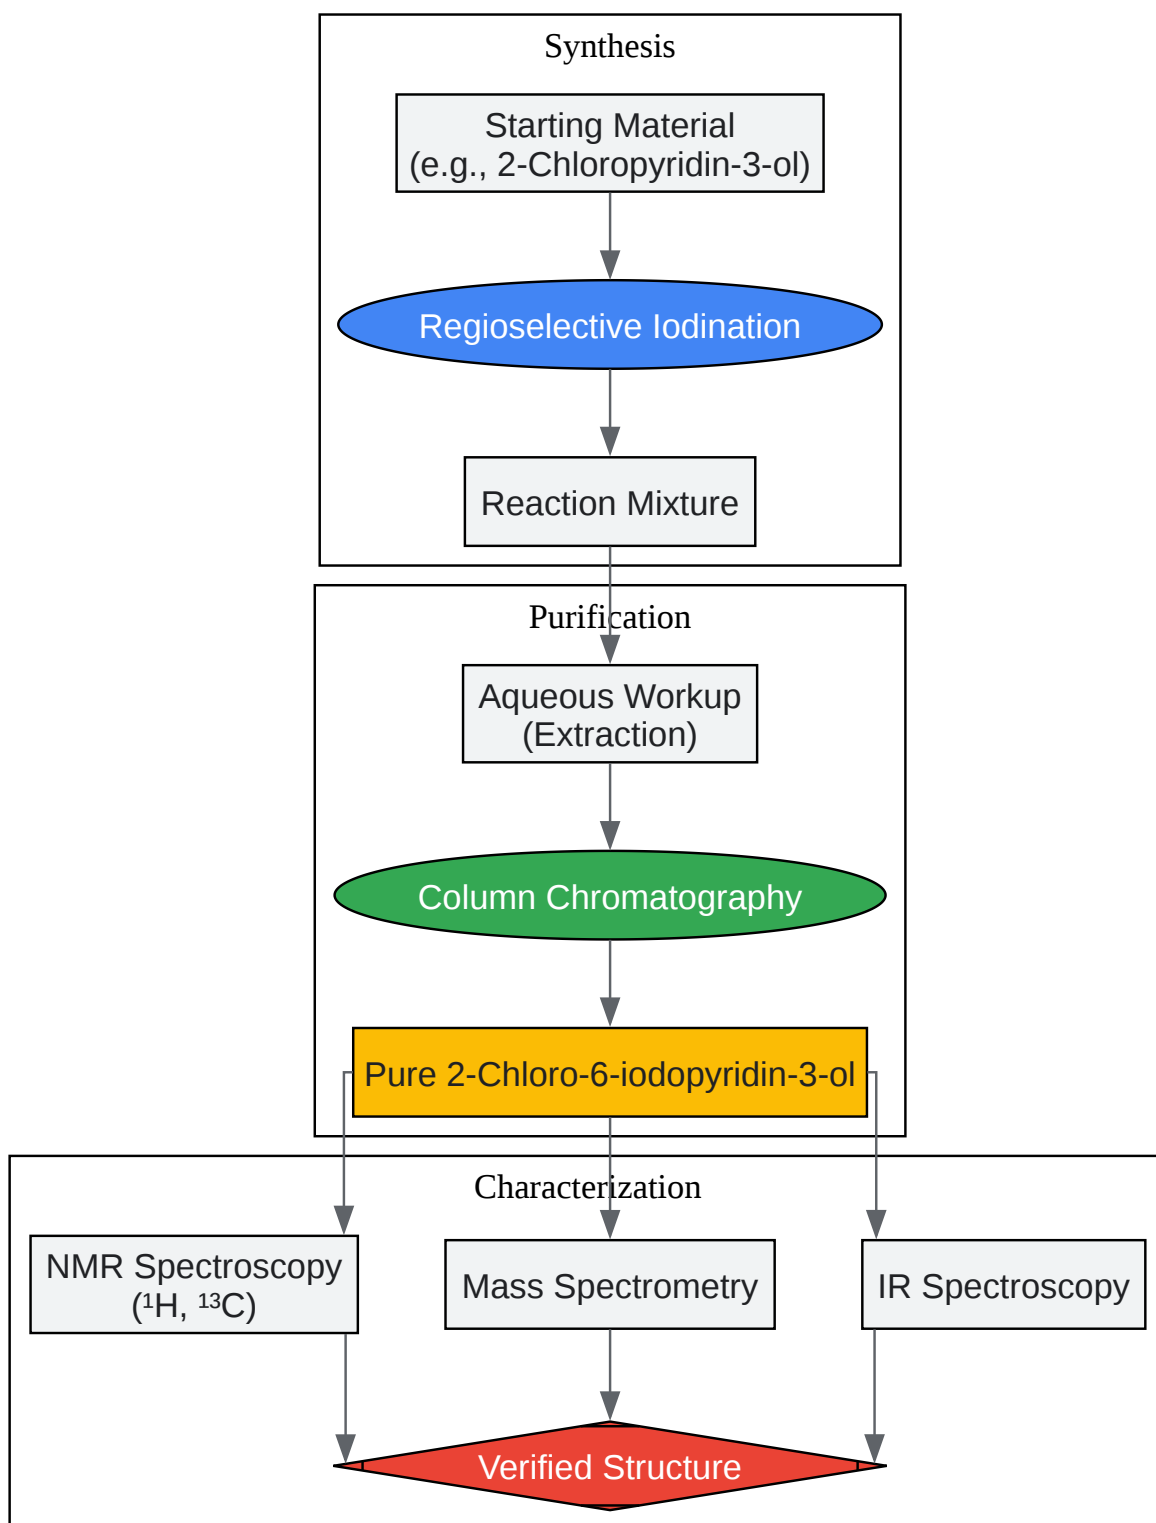 Synthesis
Starting Material
(e.g., 2-Chloropyridin-3-ol)
Regioselective Iodination
Reaction Mixture
Purification
Aqueous Workup
(Extraction)
Column Chromatography
Pure 2-Chloro-6-iodopyridin-3-ol
Characterization
NMR Spectroscopy
(¹H, ¹³C)
Mass Spectrometry
IR Spectroscopy
Verified Structure